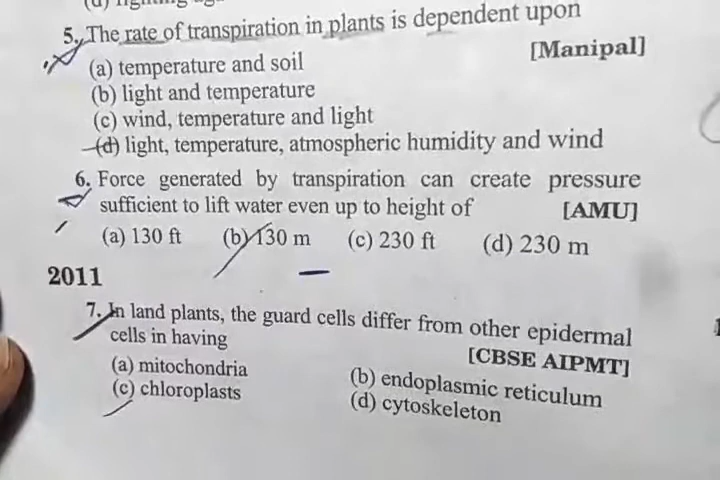 5. The rate of transpiration in plants is dependent upon
[Manipal]
(a) temperature and soil
(b) light and temperature
(c) wind, temperature and light
(d) light, temperature, atmospheric humidity and wind
6. Force generated by transpiration can create pressure
sufficient to lift water even up to height of [AMU]
(a) 130 ft (b) 130 m (c) 230 ft (d) 230 m
2011
7. In land plants, the guard cells differ from other epidermal
cells in having [CBSE AIPMT]
(a) mitochondria (b) endoplasmic reticulum
(c) chloroplasts (d) cytoskeleton